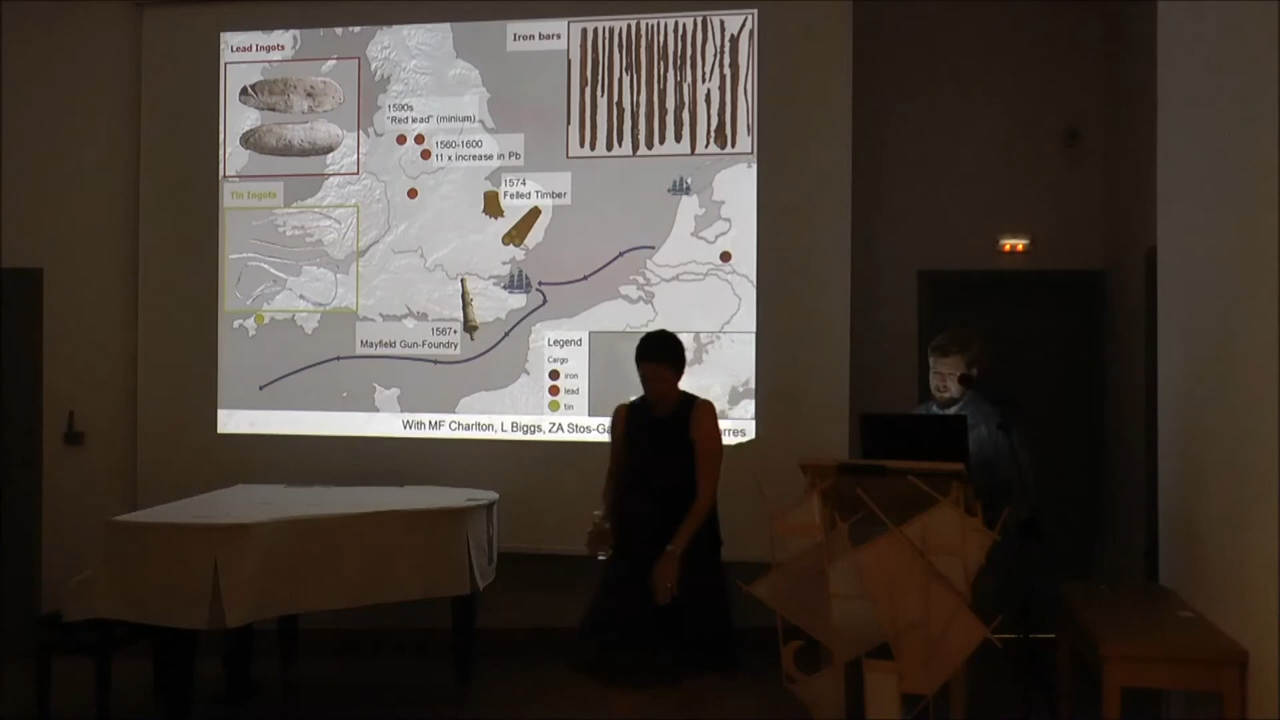 Lead Ingots
Iron bars
1590s
"Red lead" (minium)
1560-1600
11 x increase in Pb
1574
Felled Timber
Tin Ingots
1567+
Mayfield Gun-Foundry
Legend
Cargo
iron
lead
tin
With MF Charlton, L Biggs, ZA Stos-Ga
rres